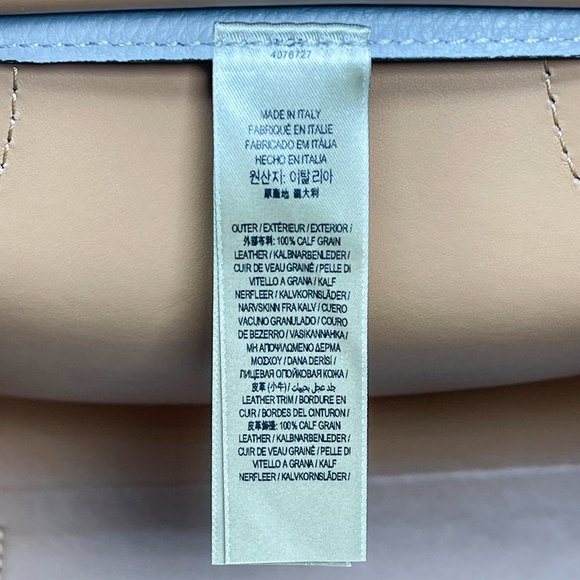 4076727
MADE IN ITALY
FABRIQUÉ EN ITALIE
FABRICADO EM ITÁLIA
HECHO EN ITALIA
원산지: 이탈리아
原産地 義大利
OUTER / EXTÉRIEUR / EXTERIOR /
外部布料: 100% CALF GRAIN
LEATHER / KALBNARBENLEDER /
CUIR DE VEAU GRAINÉ / PELLE DI
VITELLO A GRANA / KALF
NERFLEER / KALVKORNSLÄDER /
NARVSKINN FRA KALV / CUERO
VACUNO GRANULADO / COURO
DE BEZERRO / VASIKANNAHKA /
ΜΗ ΑΠΟΨΙΛΩΜΕΝΟ ΔΕΡΜΑ
ΜΟΣΧΟΥ / DANA DERİSİ /
ЛИЦЕВАЯ ОПОЙКОВАЯ КОЖА /
皮革 (小牛) / جلد عجل بحبيبات /
LEATHER TRIM / BORDURE EN
CUIR / BORDES DEL CINTURON /
皮革飾邊: 100% CALF GRAIN
LEATHER / KALBNARBENLEDER /
CUIR DE VEAU GRAINÉ / PELLE DI
VITELLO A GRANA / KALF
NERFLEER / KALVKORNSLÄDER /